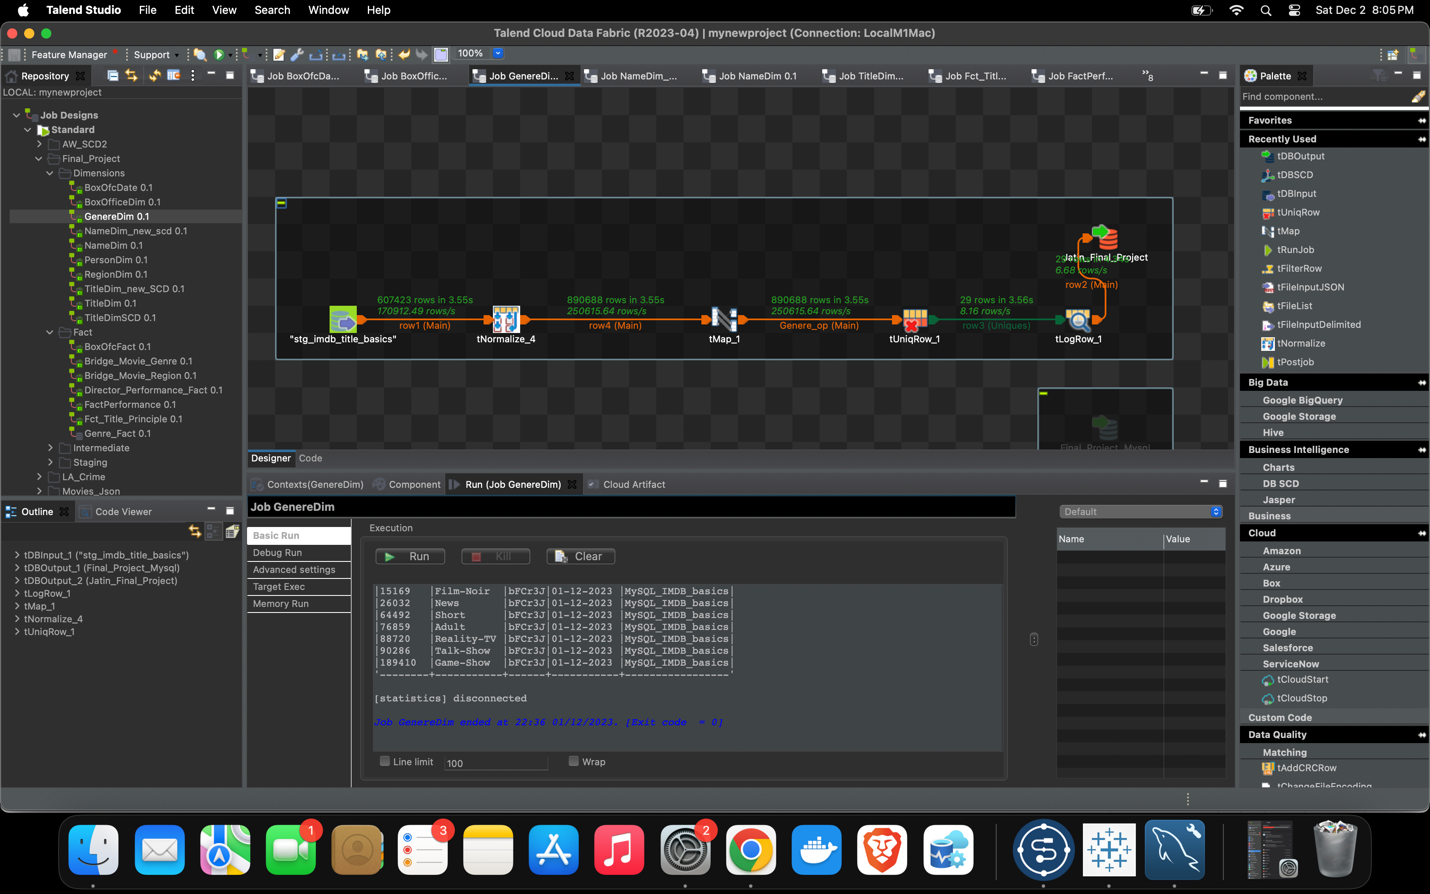 Talend Studio File Edit View Search Window Help Sat Dec 2 8:05 PM
Talend Cloud Data Fabric (R2023-04) | mynewproject (Connection: LocalM1Mac)
Feature Manager Support 100%
Repository
LOCAL: mynewproject
Job Designs
Standard
AW_SCD2
Final_Project
Dimensions
BoxOfcDate 0.1
BoxOfficeDim 0.1
GenereDim 0.1
NameDim_new_scd 0.1
NameDim 0.1
PersonDim 0.1
RegionDim 0.1
TitleDim_new_SCD 0.1
TitleDim 0.1
TitleDimSCD 0.1
Fact
BoxOfcFact 0.1
Bridge_Movie_Genre 0.1
Bridge_Movie_Region 0.1
Director_Performance_Fact 0.1
FactPerformance 0.1
Fct_Title_Principle 0.1
Genre_Fact 0.1
Intermediate
Staging
LA_Crime
Movies_Json
Outline Code Viewer
tDBInput_1 ("stg_imdb_title_basics")
tDBOutput_1 (Final_Project_Mysql)
tDBOutput_2 (Jatin_Final_Project)
tLogRow_1
tMap_1
tNormalize_4
tUniqRow_1
Job BoxOfcDa... Job BoxOffic... Job GenereDi... Job NameDim_... Job NameDim 0.1 Job TitleDim... Job Fct_Titl... Job FactPerf... »8
Jatin_Final_Project
6.68 rows/s
row2 (Main)
607423 rows in 3.55s 890688 rows in 3.55s 890688 rows in 3.55s 29 rows in 3.56s
170912.49 rows/s 250615.64 rows/s 250615.64 rows/s 8.16 rows/s
row1 (Main) row4 (Main) Genere_op (Main) row3 (Uniques)
"stg_imdb_title_basics" tNormalize_4 tMap_1 tUniqRow_1 tLogRow_1
Final_Project_Mysql
Designer Code
Contexts(GenereDim) Component Run (Job GenereDim) Cloud Artifact
Job GenereDim
Basic Run
Debug Run
Advanced settings
Target Exec
Memory Run
Execution
Run Kill Clear
|15169 |Film-Noir |bFCr3J|01-12-2023 |MySQL_IMDB_basics|
|26032 |News |bFCr3J|01-12-2023 |MySQL_IMDB_basics|
|64492 |Short |bFCr3J|01-12-2023 |MySQL_IMDB_basics|
|76859 |Adult |bFCr3J|01-12-2023 |MySQL_IMDB_basics|
|88720 |Reality-TV |bFCr3J|01-12-2023 |MySQL_IMDB_basics|
|90286 |Talk-Show |bFCr3J|01-12-2023 |MySQL_IMDB_basics|
|189410 |Game-Show |bFCr3J|01-12-2023 |MySQL_IMDB_basics|
'--------+-----------+------+-----------+-----------------'
[statistics] disconnected
Job GenereDim ended at 22:36 01/12/2023. [Exit code = 0]
Line limit 100 Wrap
Default
Name Value
Palette
Find component...
Favorites
Recently Used
tDBOutput
tDBSCD
tDBInput
tUniqRow
tMap
tRunJob
tFilterRow
tFileInputJSON
tFileList
tFileInputDelimited
tNormalize
tPostjob
Big Data
Google BigQuery
Google Storage
Hive
Business Intelligence
Charts
DB SCD
Jasper
Business
Cloud
Amazon
Azure
Box
Dropbox
Google Storage
Google
Salesforce
ServiceNow
tCloudStart
tCloudStop
Custom Code
Data Quality
Matching
tAddCRCRow
tChangeFileEncoding
1 3 2